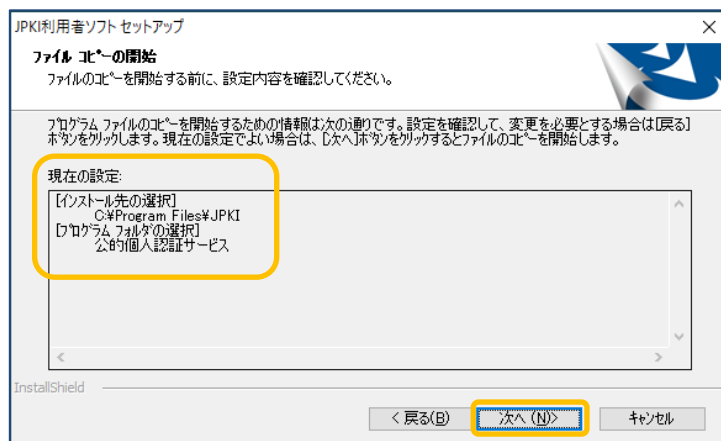 JPKI利用者ソフト セットアップ
ファイル コピーの開始
ファイルのコピーを開始する前に、設定内容を確認してください。
プログラム ファイルのコピーを開始するための情報は次の通りです。設定を確認して、変更を必要とする場合は[戻る]
ボタンをクリックします。現在の設定でよい場合は、[次へ]ボタンをクリックするとファイルのコピーを開始します。
現在の設定:
[インストール先の選択]
C:¥Program Files¥JPKI
[プログラム フォルダの選択]
公的個人認証サービス
InstallShield
< 戻る(B)
次へ (N)>
キャンセル